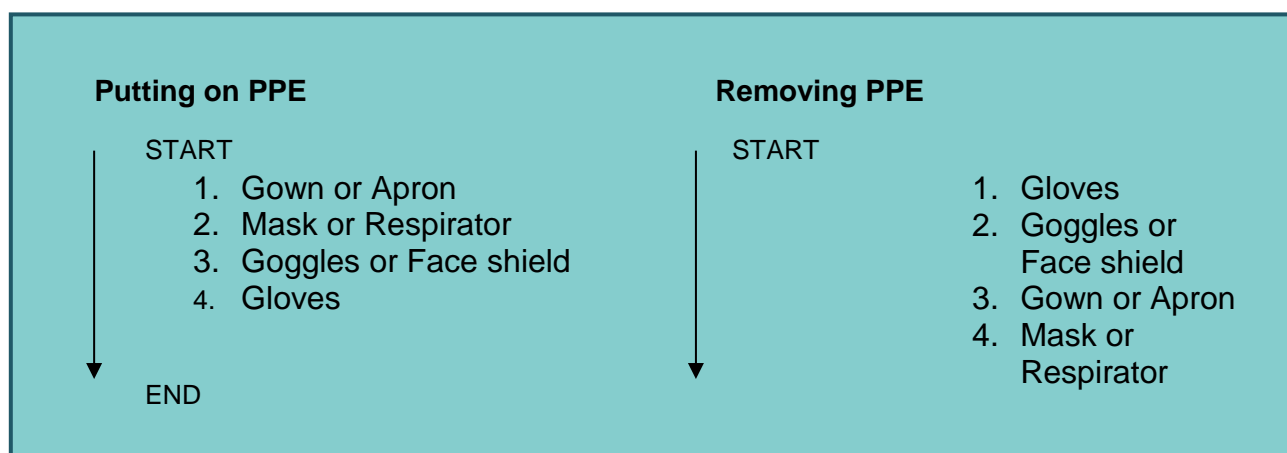 Putting on PPE
START
1. Gown or Apron
2. Mask or Respirator
3. Goggles or Face shield
4. Gloves
END
Removing PPE
START
1. Gloves
2. Goggles or
Face shield
3. Gown or Apron
4. Mask or
Respirator